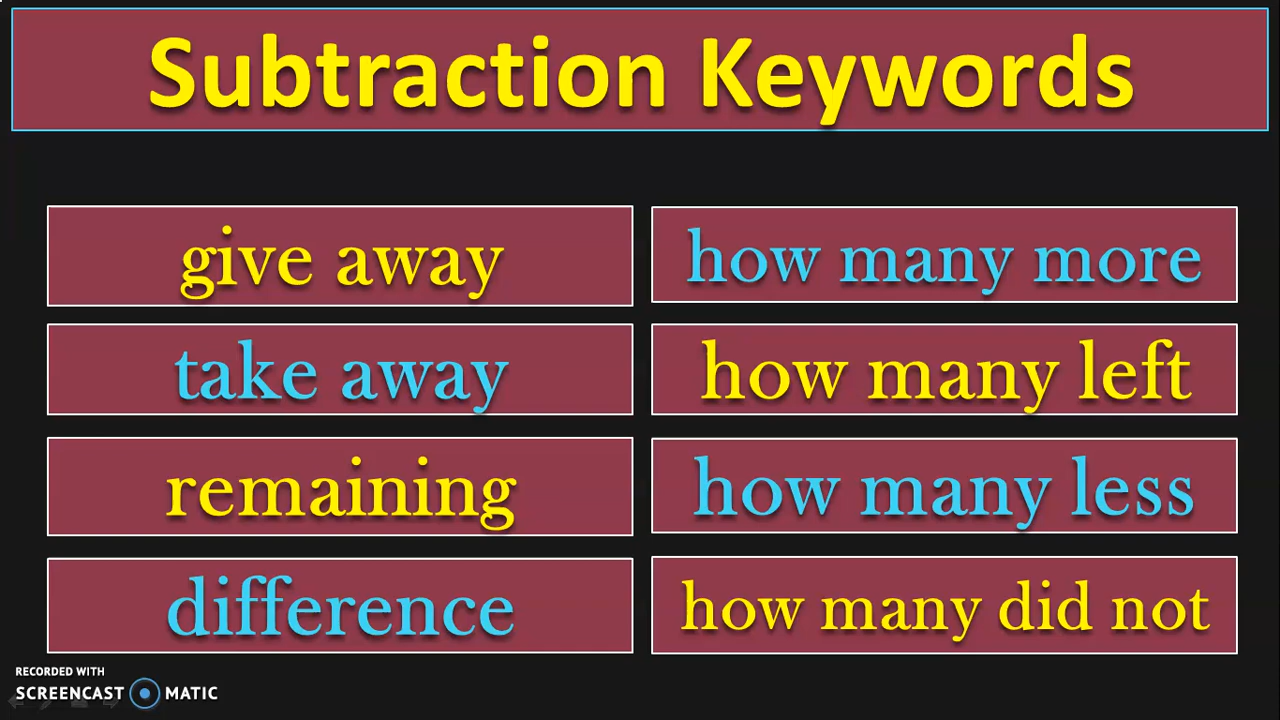 Subtraction Keywords
give away
how many more
take away
how many left
remaining
how many less
difference
how many did not
RECORDED WITH
SCREENCAST MATIC